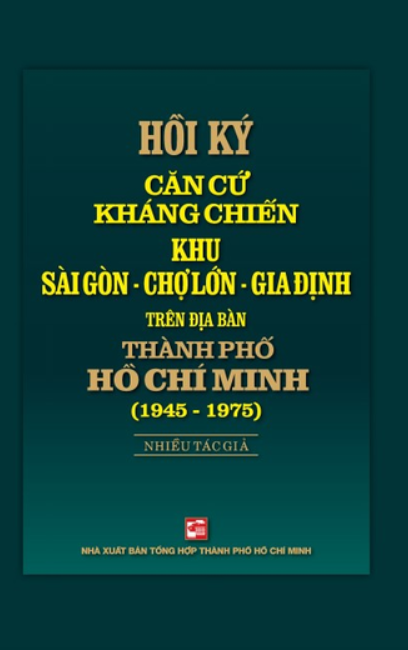 HỒI KÝ
CĂN CỨ
KHÁNG CHIẾN
KHU
SÀI GÒN - CHỢ LỚN - GIA ĐỊNH
TRÊN ĐỊA BÀN
THÀNH PHỐ
HỒ CHÍ MINH
(1945 - 1975)
NHIỀU TÁC GIẢ
NHÀ XUẤT BẢN TỔNG HỢP THÀNH PHỐ HỒ CHÍ MINH